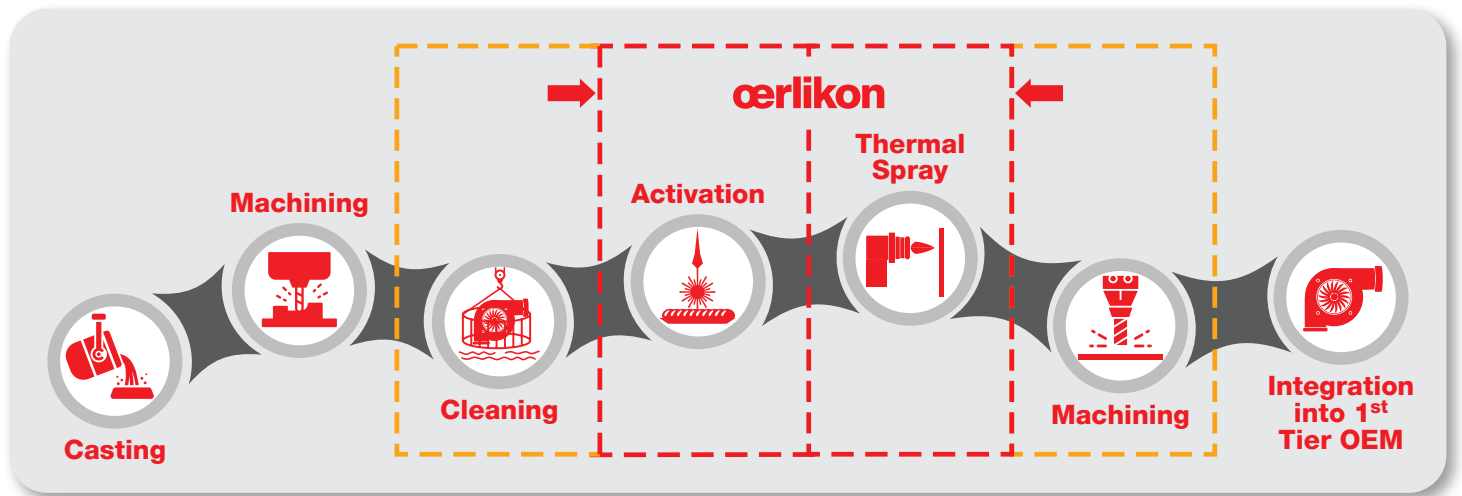 œrlikon
Casting
Machining
Cleaning
Activation
Thermal
Spray
Machining
Integration
into 1st
Tier OEM